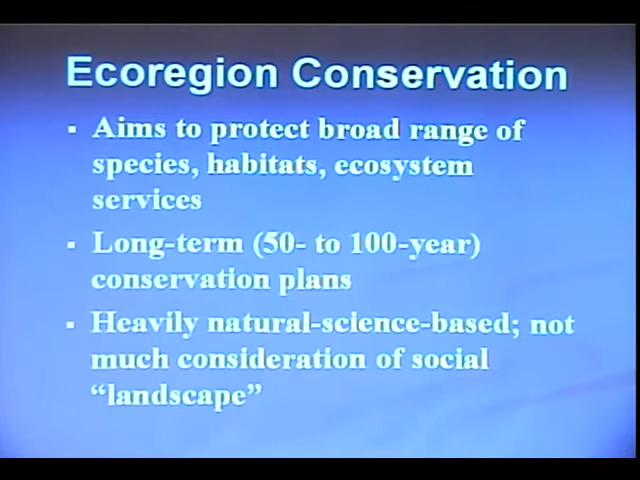 Ecoregion Conservation
▪ Aims to protect broad range of
species, habitats, ecosystem
services
▪ Long-term (50- to 100-year)
conservation plans
▪ Heavily natural-science-based; not
much consideration of social
“landscape”